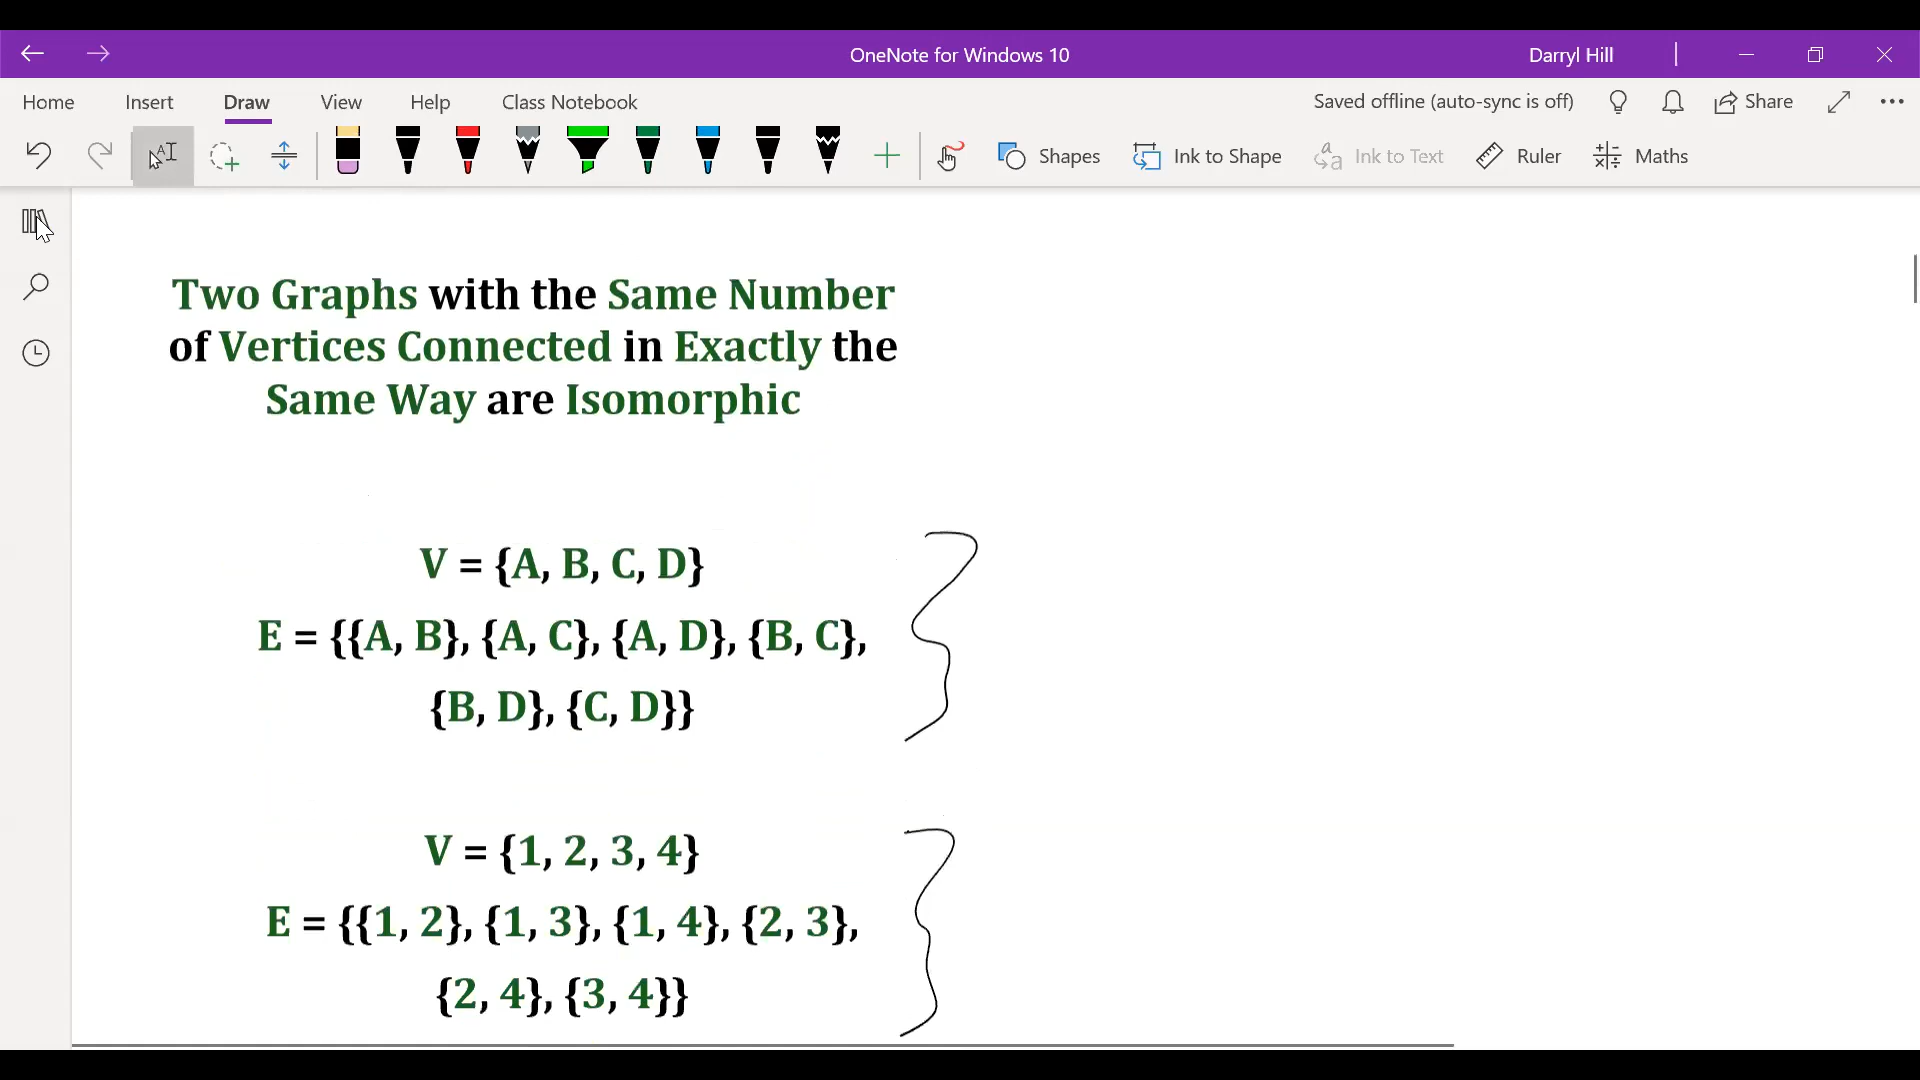 OneNote for Windows 10
Darryl Hill
Home Insert Draw View Help Class Notebook
Saved offline (auto-sync is off) Share
Shapes Ink to Shape Ink to Text Ruler Maths
Two Graphs with the Same Number
of Vertices Connected in Exactly the
Same Way are Isomorphic
V = {A, B, C, D}
E = {{A, B}, {A, C}, {A, D}, {B, C},
{B, D}, {C, D}}
V = {1, 2, 3, 4}
E = {{1, 2}, {1, 3}, {1, 4}, {2, 3},
{2, 4}, {3, 4}}